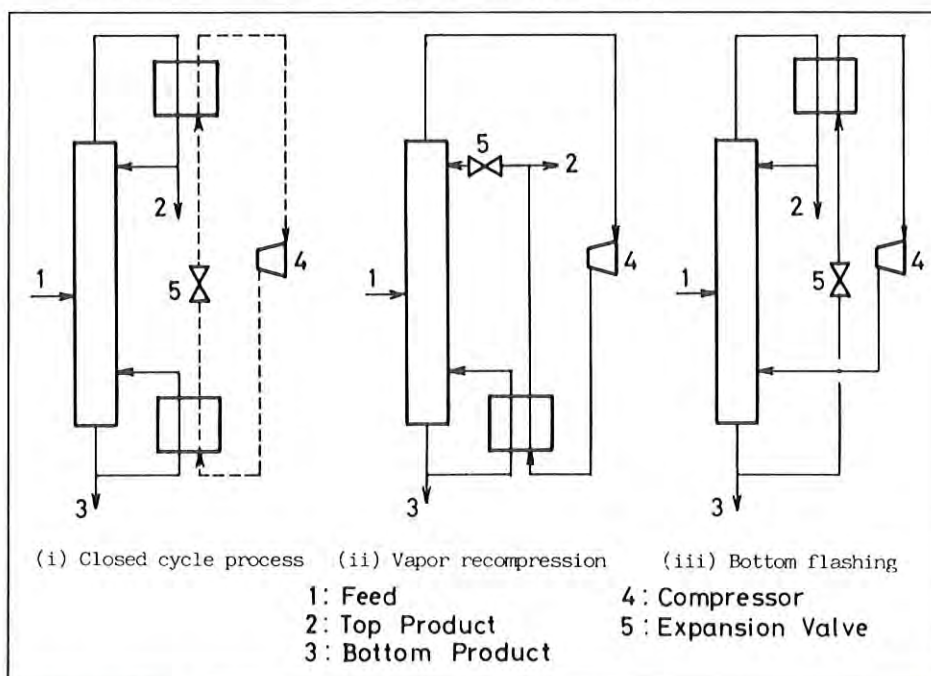 5
2
2
2
1
4
1
4
1
4
5
5
3
3
3
(i) Closed cycle process
(ii) Vapor recompression
(iii) Bottom flashing
1: Feed
2: Top Product
3: Bottom Product
4: Compressor
5: Expansion Valve